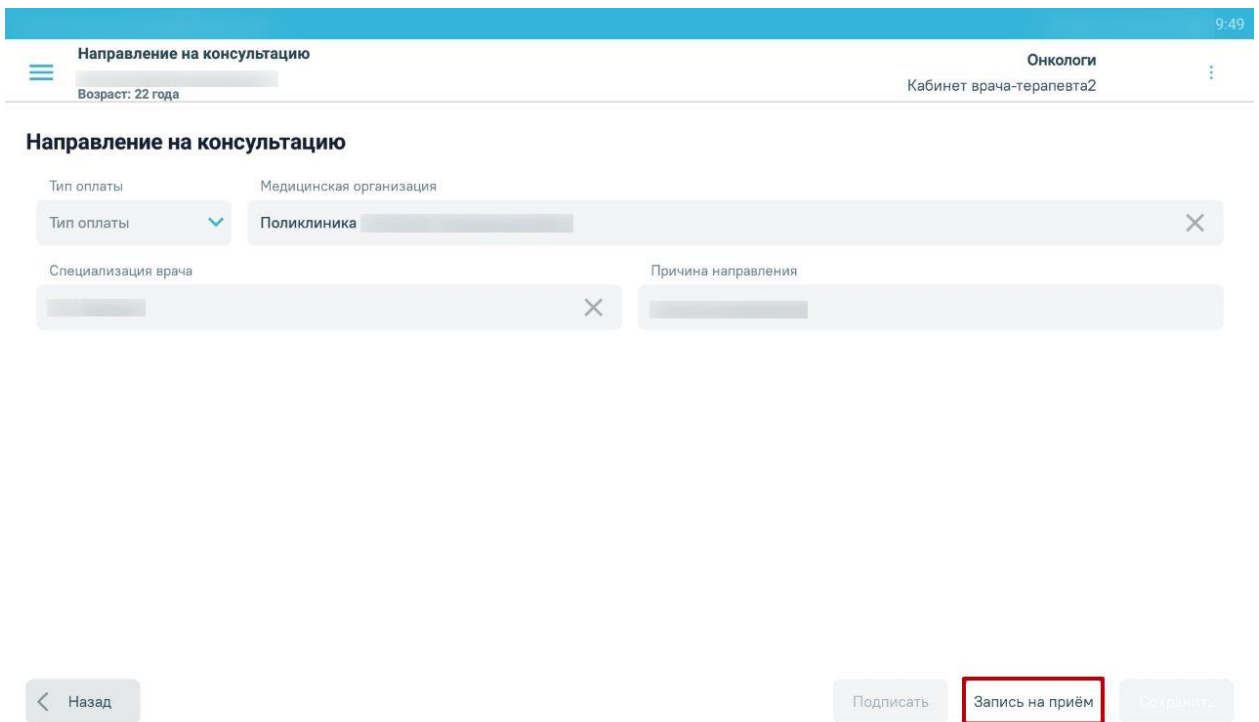 9:49
Направление на консультацию
Онкологи
Возраст: 22 года
Кабинет врача-терапевта2
Направление на консультацию
Тип оплаты
Медицинская организация
Тип оплаты
Поликлиника
Специализация врача
Причина направления
Назад
Подписать
Запись на приём
Сохранить